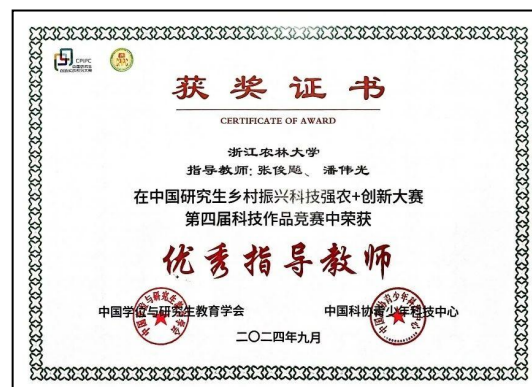 CPIPC
获奖证书
CERTIFICATE OF AWARD
浙江农林大学
指导教师:张俊飚、潘伟光
在中国研究生乡村振兴科技强农+创新大赛
第四届科技作品竞赛中荣获
优秀指导教师
中国学位与研究生教育学会 中国科协青少年科技中心
二〇二四年九月